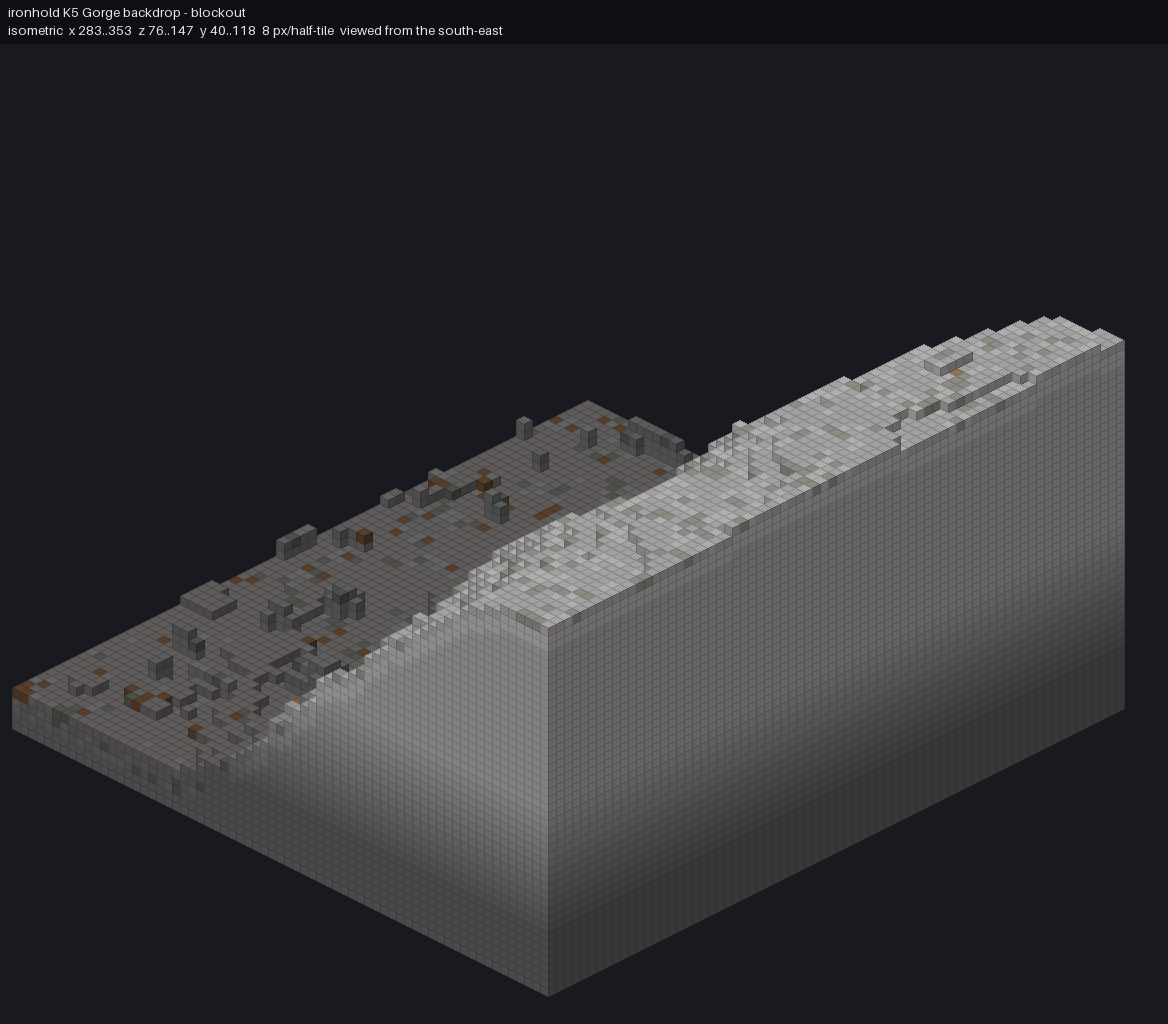 ironhold K5 Gorge backdrop - blockout
isometric  x 283..353  z 76..147  y 40..118  8 px/half-tile  viewed from the south-east